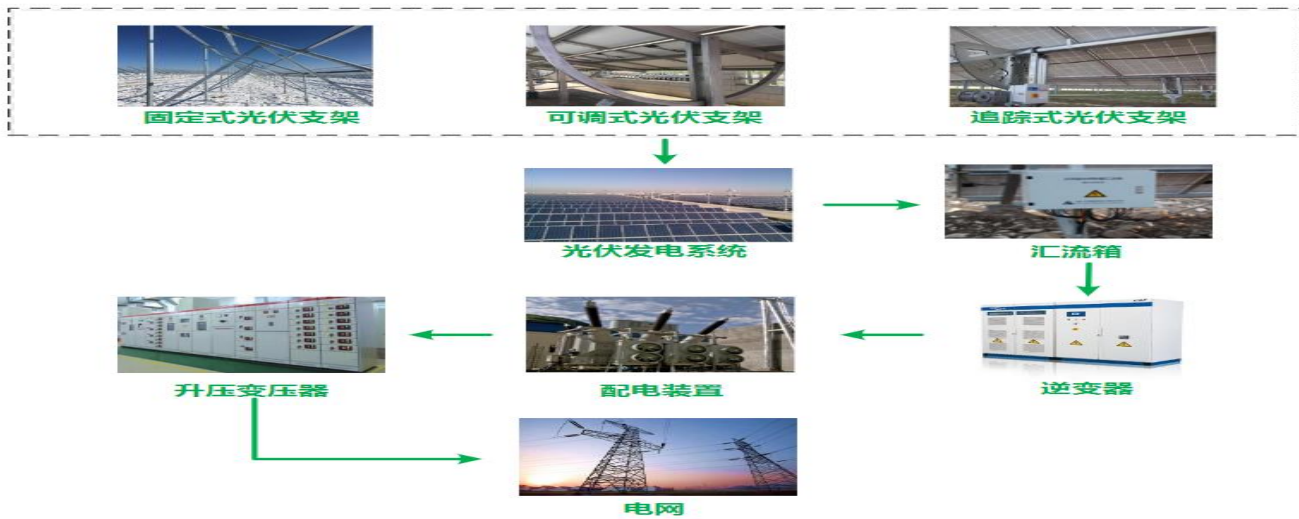 固定式光伏支架
可调式光伏支架
追踪式光伏支架
光伏发电系统
汇流箱
升压变压器
配电装置
逆变器
电网